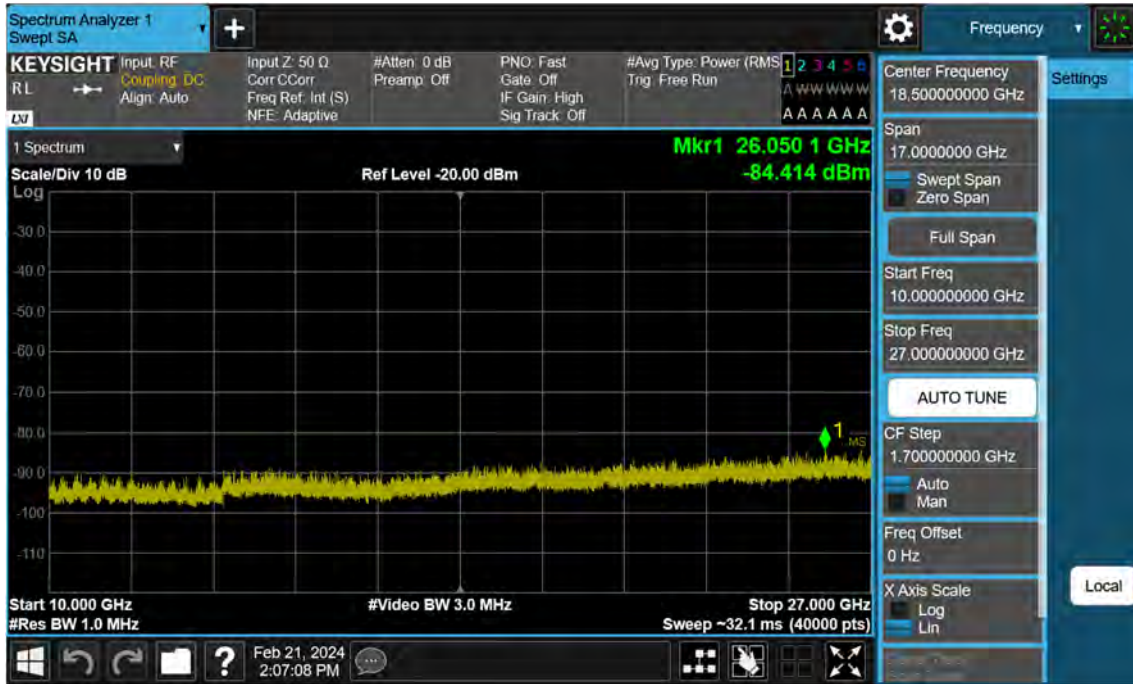 Spectrum Analyzer 1
Swept SA
+
Frequency
KEYSIGHT
RL
LXI
Input: RF
Coupling: DC
Align: Auto
Input Z: 50 Ω
Corr CCorr
Freq Ref: Int (S)
NFE: Adaptive
#Atten: 0 dB
Preamp: Off
PNO: Fast
Gate: Off
IF Gain: High
Sig Track: Off
#Avg Type: Power (RMS
Trig: Free Run
1 2 3 4 5 6
A W W W W W
A A A A A A
1 Spectrum
Scale/Div 10 dB
Ref Level -20.00 dBm
Mkr1 26.050 1 GHz
-84.414 dBm
Log
-30.0
-40.0
-50.0
-60.0
-70.0
-80.0
-90.0
-100
-110
1
Start 10.000 GHz
#Video BW 3.0 MHz
Stop 27.000 GHz
#Res BW 1.0 MHz
Sweep ~32.1 ms (40000 pts)
Feb 21, 2024
2:07:08 PM
?
Center Frequency
18.500000000 GHz
Settings
Span
17.0000000 GHz
Swept Span
Zero Span
Full Span
Start Freq
10.000000000 GHz
Stop Freq
27.000000000 GHz
AUTO TUNE
CF Step
1.700000000 GHz
Auto
Man
Freq Offset
0 Hz
X Axis Scale
Log
Lin
Local